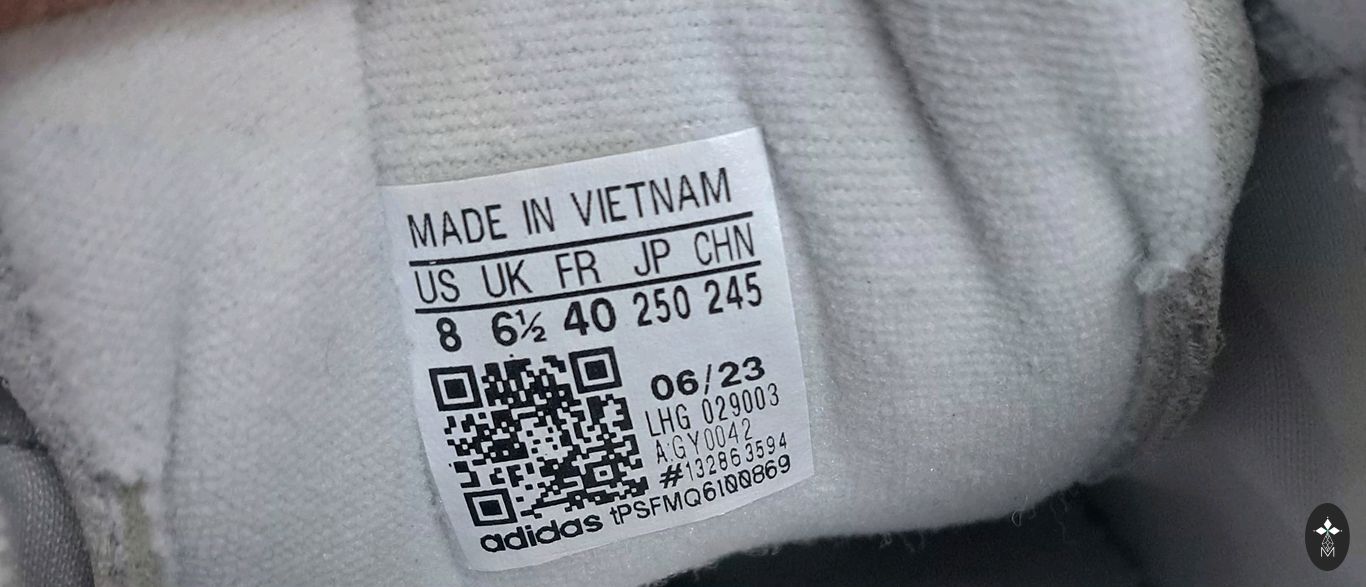 MADE IN VIETNAM
US UK FR JP CHN
8 6½ 40 250 245
06/23
LHG 029003
A:GY0042
#132863594
adidas tPSFMQ6I00869
M